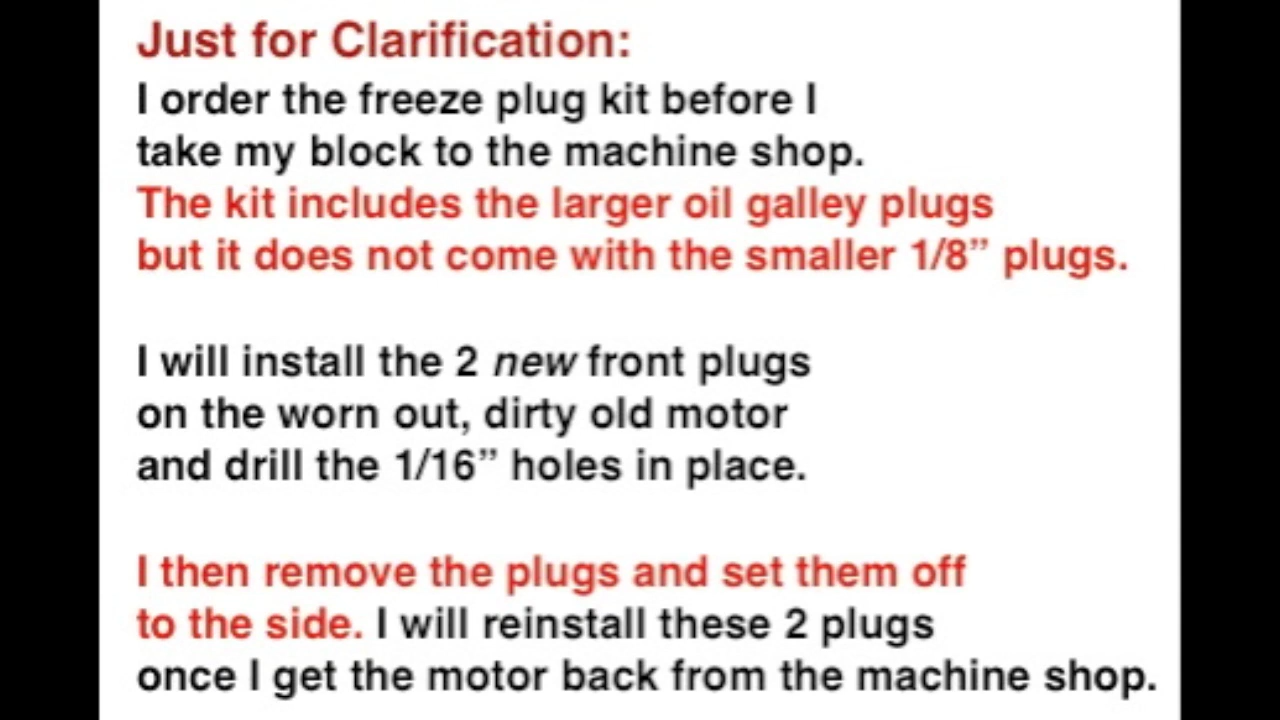 Just for Clarification:
I order the freeze plug kit before I
take my block to the machine shop.
The kit includes the larger oil galley plugs
but it does not come with the smaller 1/8” plugs.
I will install the 2 new front plugs
on the worn out, dirty old motor
and drill the 1/16” holes in place.
I then remove the plugs and set them off
to the side. I will reinstall these 2 plugs
once I get the motor back from the machine shop.